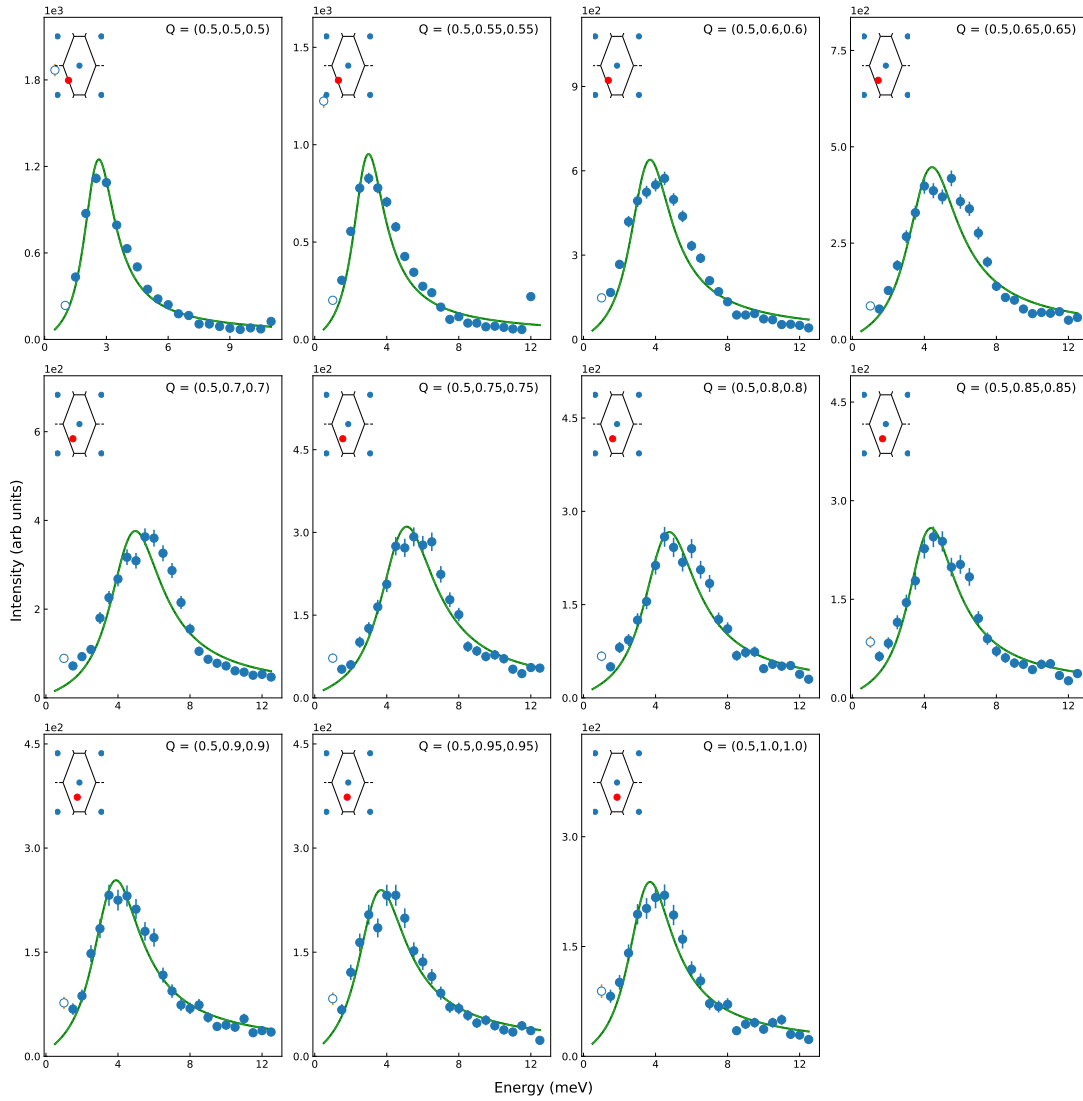 1e3
Q = (0.5,0.5,0.5)
1.8
1.2
0.6
0.0
0 3 6 9
1e3
Q = (0.5,0.55,0.55)
1.5
1.0
0.5
0.0
0 4 8 12
1e2
Q = (0.5,0.6,0.6)
9
6
3
0
0 4 8 12
1e2
Q = (0.5,0.65,0.65)
7.5
5.0
2.5
0.0
0 4 8 12
1e2
Q = (0.5,0.7,0.7)
6
4
2
0
0 4 8 12
1e2
Q = (0.5,0.75,0.75)
4.5
3.0
1.5
0.0
0 4 8 12
1e2
Q = (0.5,0.8,0.8)
4.5
3.0
1.5
0.0
0 4 8 12
1e2
Q = (0.5,0.85,0.85)
4.5
3.0
1.5
0.0
0 4 8 12
Intensity (arb units)
1e2
Q = (0.5,0.9,0.9)
4.5
3.0
1.5
0.0
0 4 8 12
1e2
Q = (0.5,0.95,0.95)
4.5
3.0
1.5
0.0
0 4 8 12
1e2
Q = (0.5,1.0,1.0)
3.0
1.5
0.0
0 4 8 12
Energy (meV)